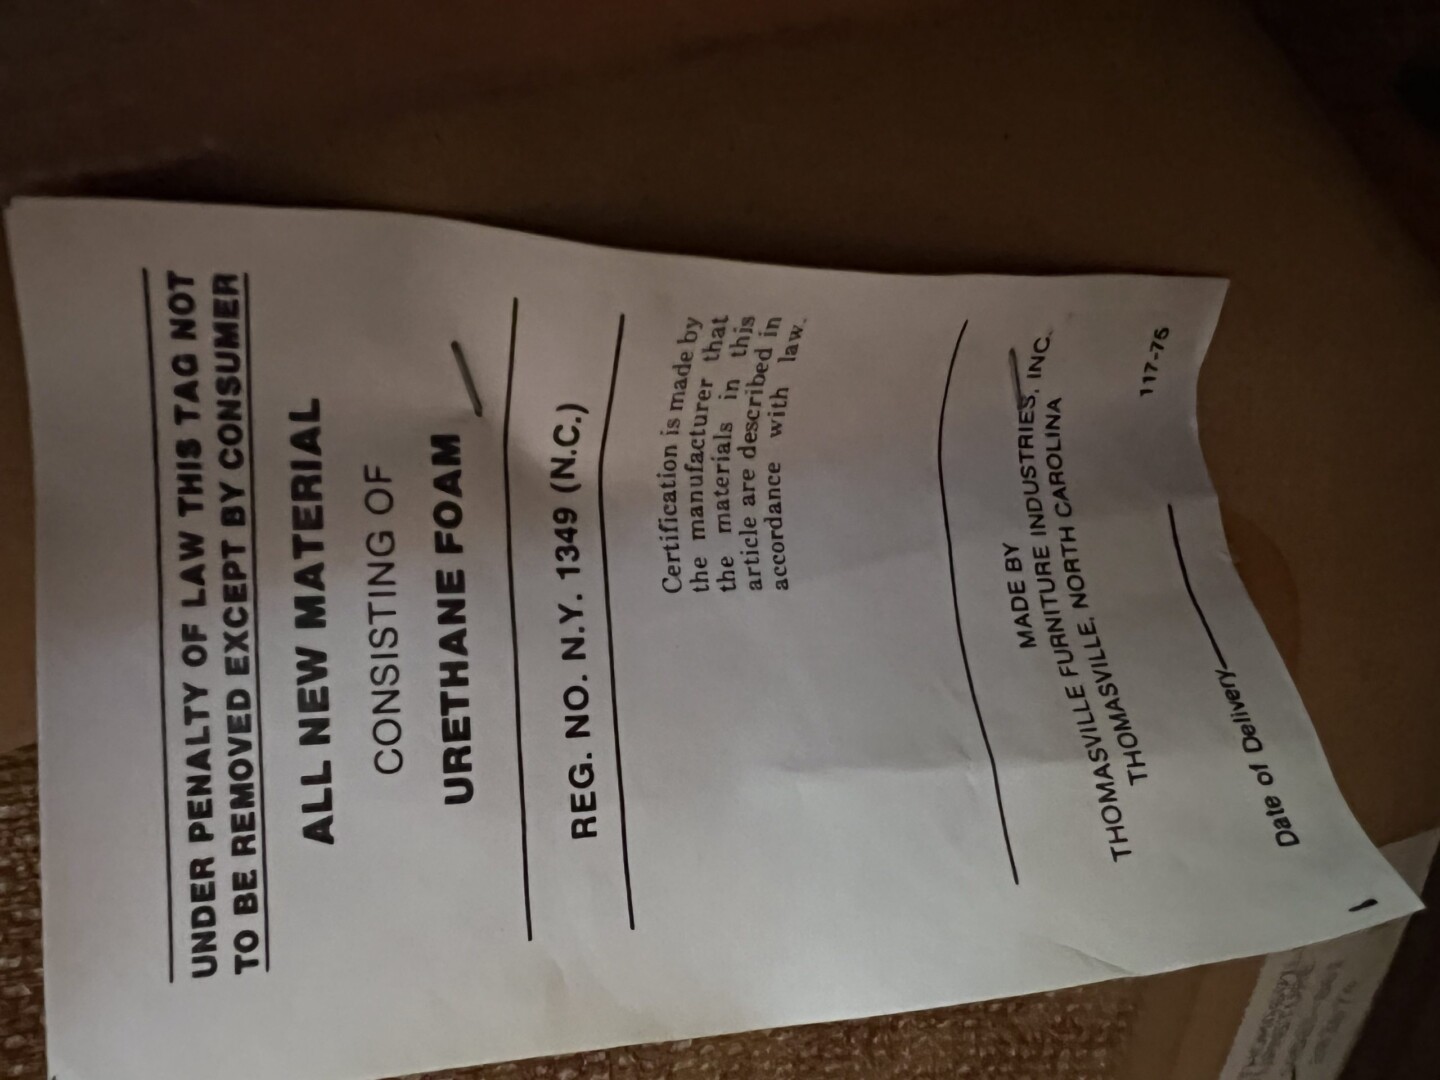 UNDER PENALTY OF LAW THIS TAG NOT
TO BE REMOVED EXCEPT BY CONSUMER
ALL NEW MATERIAL
CONSISTING OF
URETHANE FOAM
REG. NO. N.Y. 1349 (N.C.)
Certification is made by
the manufacturer that
the materials in this
article are described in
accordance with law.
MADE BY
THOMASVILLE FURNITURE INDUSTRIES, INC.
THOMASVILLE, NORTH CAROLINA
117-75
Date of Delivery